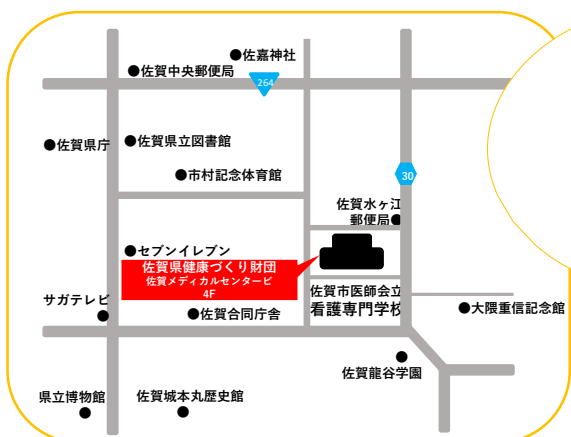 佐嘉神社
佐賀中央郵便局
264
佐賀県庁
佐賀県立図書館
市村記念体育館
30
佐賀水ヶ江
郵便局
セブンイレブン
佐賀県健康づくり財団
佐賀メディカルセンタービ
4F
佐賀市医師会立
看護専門学校
サガテレビ
佐賀合同庁舎
大隈重信記念館
佐賀龍谷学園
県立博物館
佐賀城本丸歴史館